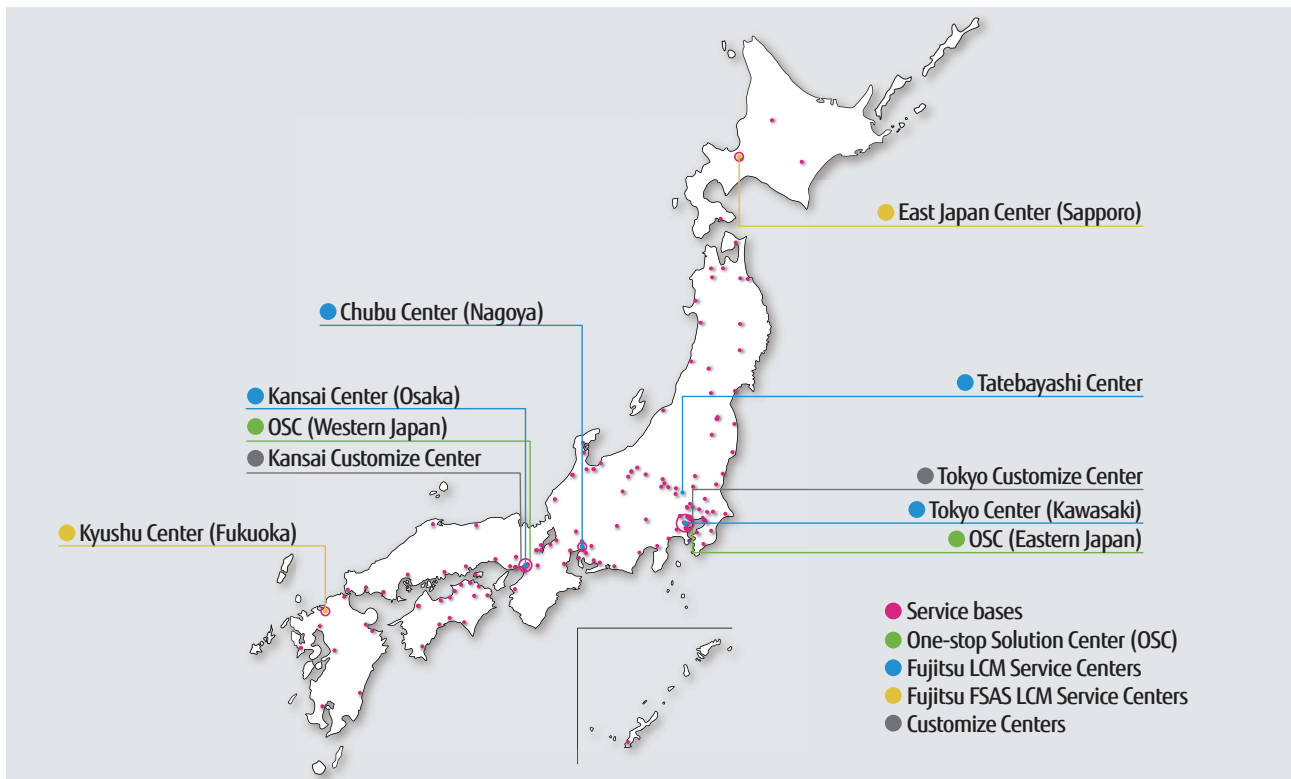 East Japan Center (Sapporo)
Chubu Center (Nagoya)
Tatebayashi Center
Kansai Center (Osaka)
OSC (Western Japan)
Kansai Customize Center
Tokyo Customize Center
Tokyo Center (Kawasaki)
OSC (Eastern Japan)
Kyushu Center (Fukuoka)
Service bases
One-stop Solution Center (OSC)
Fujitsu LCM Service Centers
Fujitsu FSAS LCM Service Centers
Customize Centers